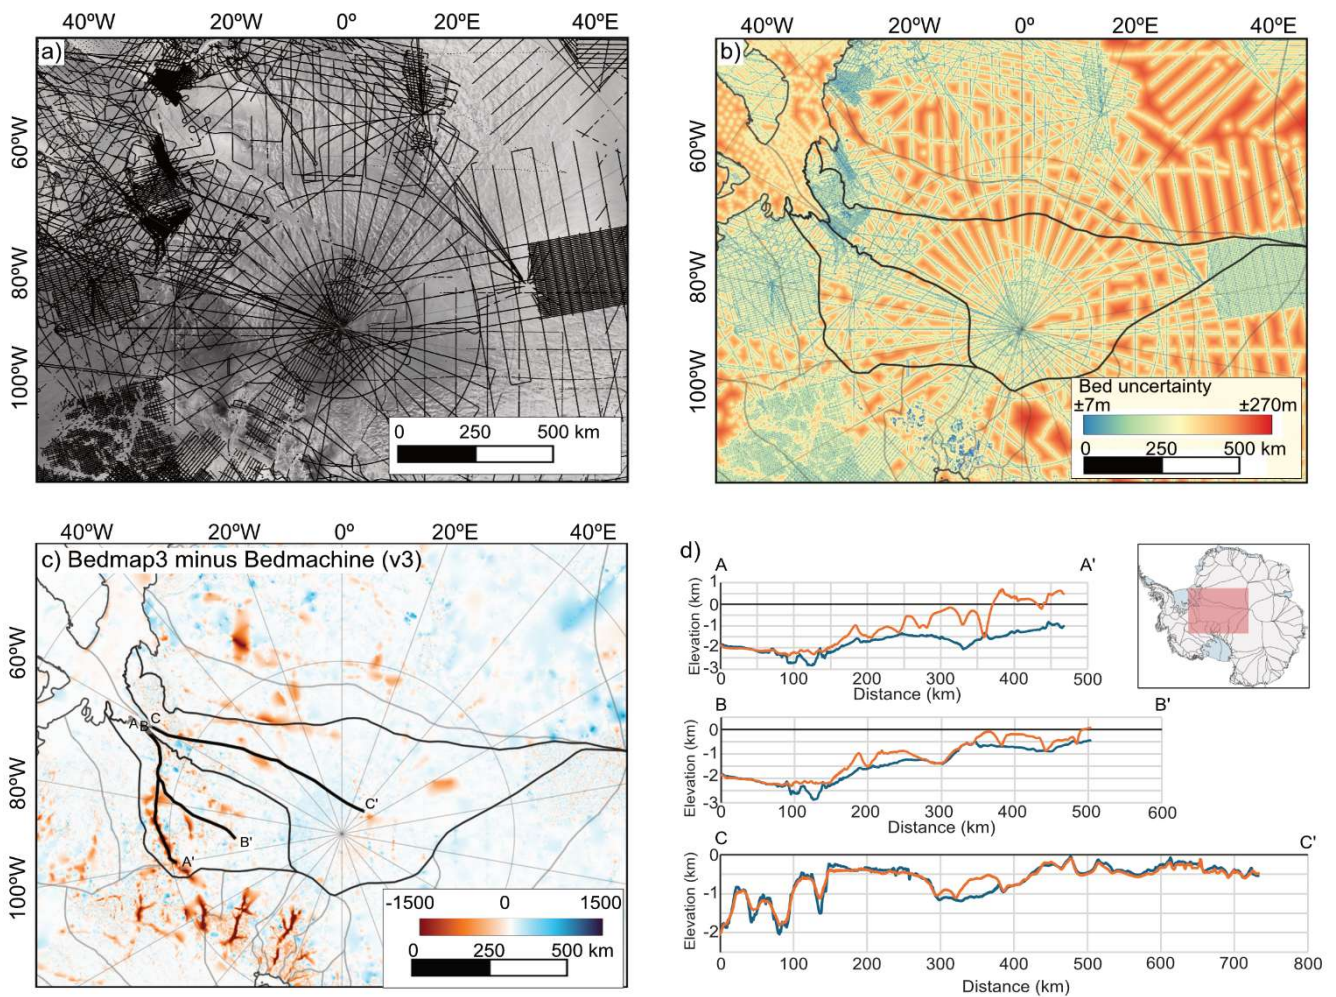 40ºW 20ºW 0º 20ºE 40ºE
a)
60ºW
80ºW
100ºW
0 250 500 km
40ºW 20ºW 0º 20ºE 40ºE
b)
60ºW
80ºW
100ºW
Bed uncertainty
±7m ±270m
0 250 500 km
40ºW 20ºW 0º 20ºE 40ºE
c) Bedmap3 minus Bedmachine (v3)
60ºW
80ºW
100ºW
A B C
C'
B'
A'
-1500 0 1500
0 250 500 km
d)
A A'
Elevation (km)
1
0
-1
-2
-3
0 100 200 300 400 500
Distance (km)
B B'
Elevation (km)
0
-1
-2
-3
0 100 200 300 400 500 600
Distance (km)
C C'
Elevation (km)
0
-1
-2
0 100 200 300 400 500 600 700 800
Distance (km)